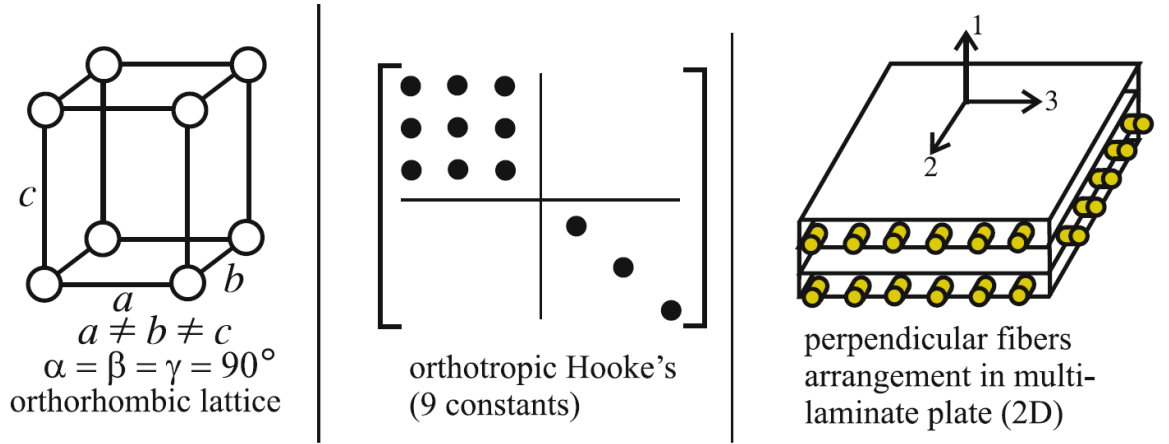 c
b
a
a ≠ b ≠ c
α = β = γ = 90°
orthorhombic lattice
orthotropic Hooke's
(9 constants)
1
3
2
perpendicular fibers
arrangement in multi-
laminate plate (2D)